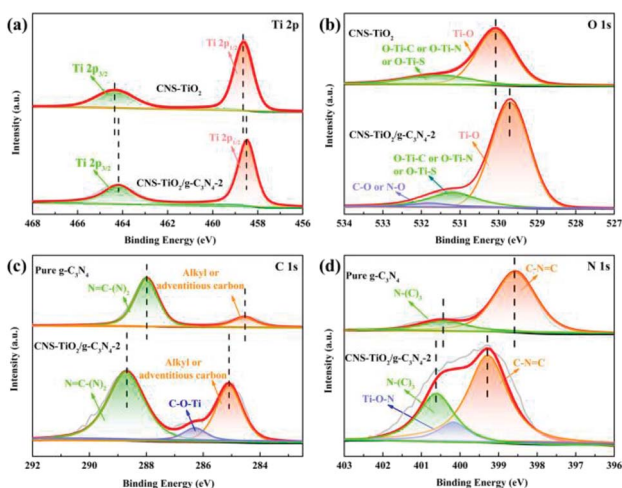 (a)
Ti 2p
Ti 2p1/2
Ti 2p3/2
CNS-TiO2
Ti 2p1/2
Ti 2p3/2
CNS-TiO2/g-C3N4-2
Intensity (a.u.)
468 466 464 462 460 458 456
Binding Energy (eV)
(b)
O 1s
CNS-TiO2
Ti-O
O-Ti-C or O-Ti-N
or O-Ti-S
CNS-TiO2/g-C3N4-2
Ti-O
O-Ti-C or O-Ti-N
or O-Ti-S
C-O or N-O
Intensity (a.u.)
534 533 532 531 530 529 528 527
Binding Energy (eV)
(c)
C 1s
Pure g-C3N4
N=C-(N)2
Alkyl or
adventitious carbon
CNS-TiO2/g-C3N4-2
Alkyl or
adventitious carbon
N=C-(N)2
C-O-Ti
Intensity (a.u.)
292 290 288 286 284
Binding Energy (eV)
(d)
N 1s
Pure g-C3N4
C-N=C
N-(C)3
CNS-TiO2/g-C3N4-2
C-N=C
N-(C)3
Ti-O-N
Intensity (a.u.)
403 402 401 400 399 398 397 396
Binding Energy (eV)